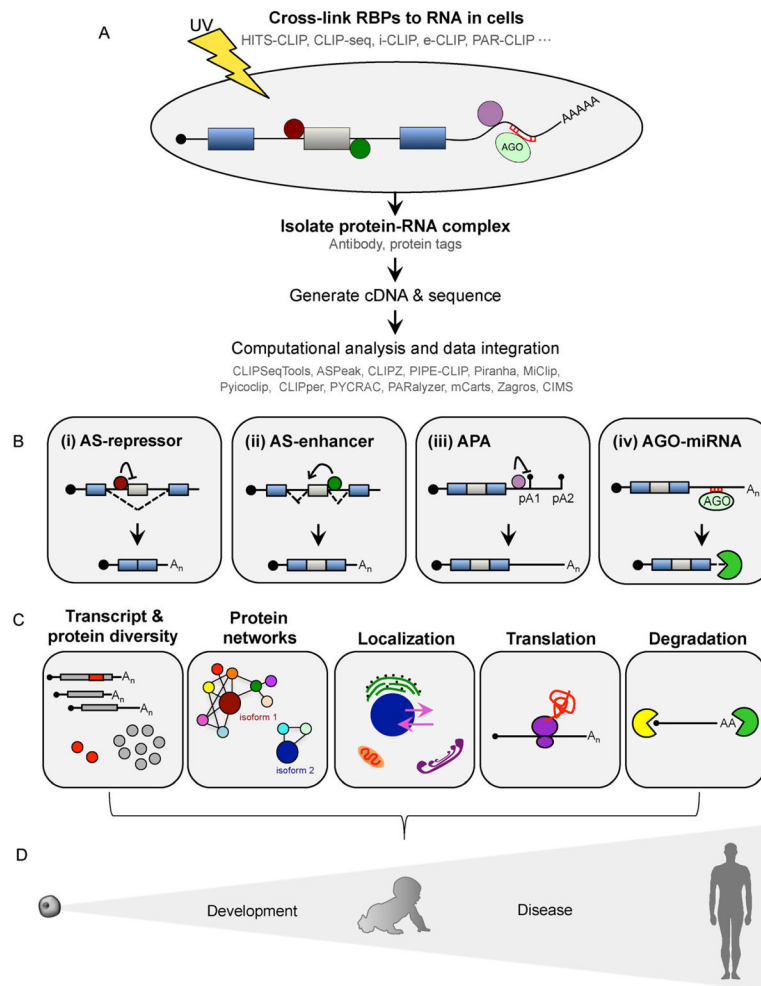 A
Cross-link RBPs to RNA in cells
UV
HITS-CLIP, CLIP-seq, i-CLIP, e-CLIP, PAR-CLIP ···
AAAAA
AGO
Isolate protein-RNA complex
Antibody, protein tags
Generate cDNA & sequence
Computational analysis and data integration
CLIPSeqTools, ASPeak, CLIPZ, PIPE-CLIP, Piranha, MiClip,
Pyicoclip, CLIPper, PYCRAC, PARalyzer, mCarts, Zagros, CIMS
B
(i) AS-repressor
An
(ii) AS-enhancer
An
(iii) APA
pA1 pA2
An
(iv) AGO-miRNA
An
AGO
C
Transcript &
protein diversity
An
An
An
Protein
networks
isoform 1
isoform 2
Localization
Translation
An
Degradation
AA
D
Development
Disease